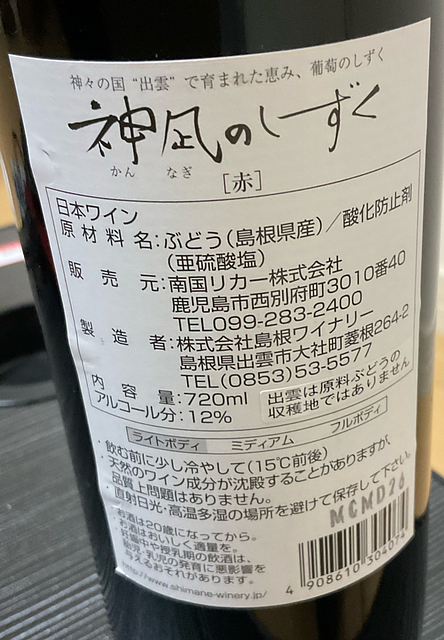 神々の国 “出雲” で育まれた恵み、葡萄のしずく
神凪のしずく
かん なぎ
[赤]
日本ワイン
原材料名:ぶどう(島根県産)/酸化防止剤
(亜硫酸塩)
販売元:南国リカー株式会社
鹿児島市西別府町3010番40
TEL099-283-2400
製造者:株式会社島根ワイナリー
島根県出雲市大社町菱根264-2
TEL(0853)53-5577
内容量:720ml
アルコール分:12%
出雲は原料ぶどうの
収穫地ではありません
ライトボディ ミディアム フルボディ
・飲む前に少し冷やして(15℃前後)
・天然のワイン成分が沈殿することがありますが、
品質上問題はありません。
・直射日光・高温多湿の場所を避けて保存して下さい。
お酒は20歳になってから。
お酒はおいしく適量を。
妊娠中や授乳期の飲酒は、
胎児・乳児の発育に悪影響を
与えるおそれがあります。
http://www.shimane-winery.jp/
MCMD26
4 908610 304074